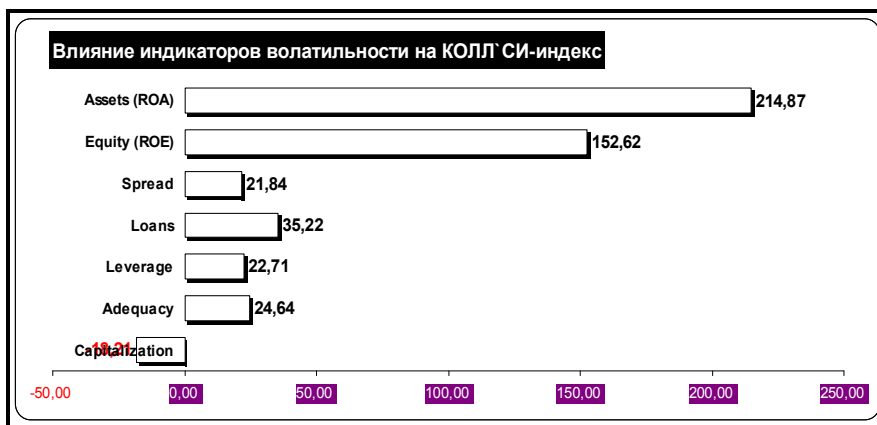 Влияние индикаторов волатильности на КОЛЛ`СИ-индекс
Assets (ROA) 214,87
Equity (ROE) 152,62
Spread 21,84
Loans 35,22
Leverage 22,71
Adequacy 24,64
Capitalization -18,21
-50,00 0,00 50,00 100,00 150,00 200,00 250,00